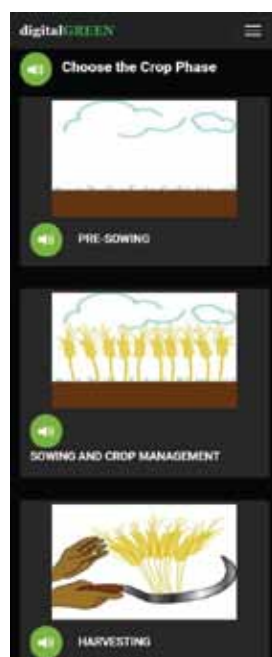 digitalGREEN
Choose the Crop Phase
PRE-SOWING
SOWING AND CROP MANAGEMENT
HARVESTING